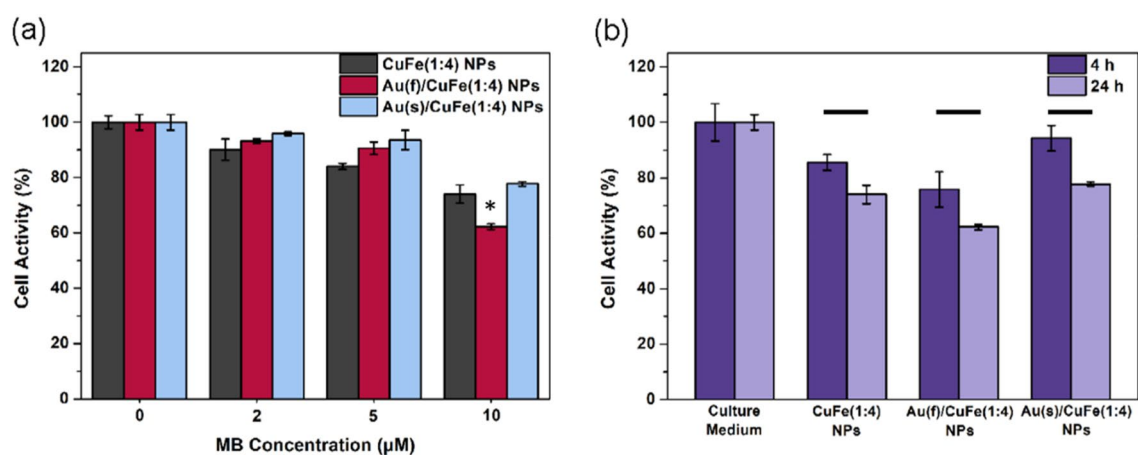 (a)
120
100
80
60
40
20
0
Cell Activity (%)
CuFe(1:4) NPs
Au(f)/CuFe(1:4) NPs
Au(s)/CuFe(1:4) NPs
*
0 2 5 10
MB Concentration (μM)
(b)
120
100
80
60
40
20
0
Cell Activity (%)
4 h
24 h
Culture
Medium
CuFe(1:4)
NPs
Au(f)/CuFe(1:4)
NPs
Au(s)/CuFe(1:4)
NPs